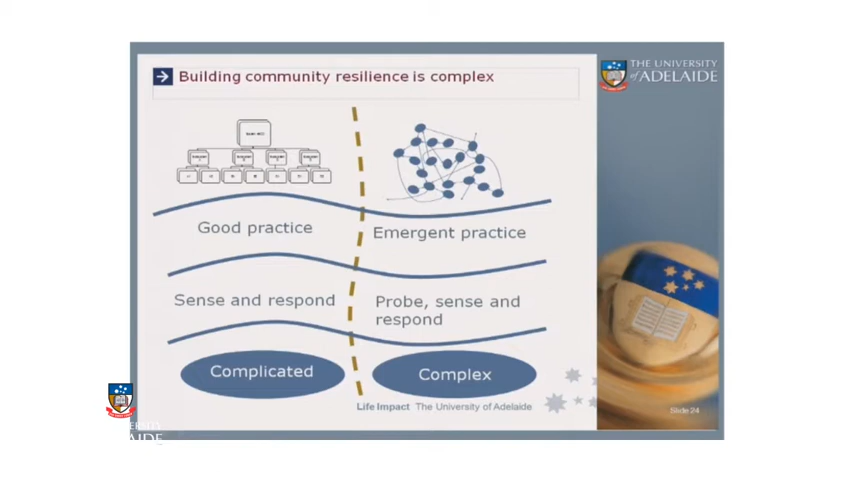 Building community resilience is complex
THE UNIVERSITY
of ADELAIDE
Good practice
Emergent practice
Sense and respond
Probe, sense and
respond
Complicated
Complex
Life Impact The University of Adelaide
Slide 24